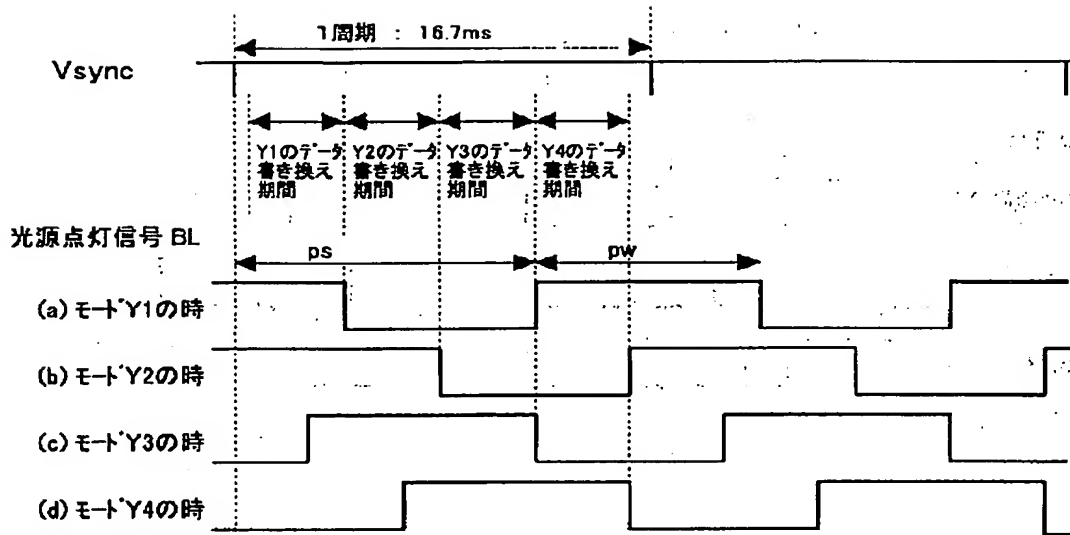 1周期 : 16.7ms
Vsync
Y1のデータ Y2のデータ Y3のデータ Y4のデータ
書き換え 書き換え 書き換え 書き換え
期間 期間 期間 期間
光源点灯信号 BL
ps pw
(a) モードY1の時
(b) モードY2の時
(c) モードY3の時
(d) モードY4の時